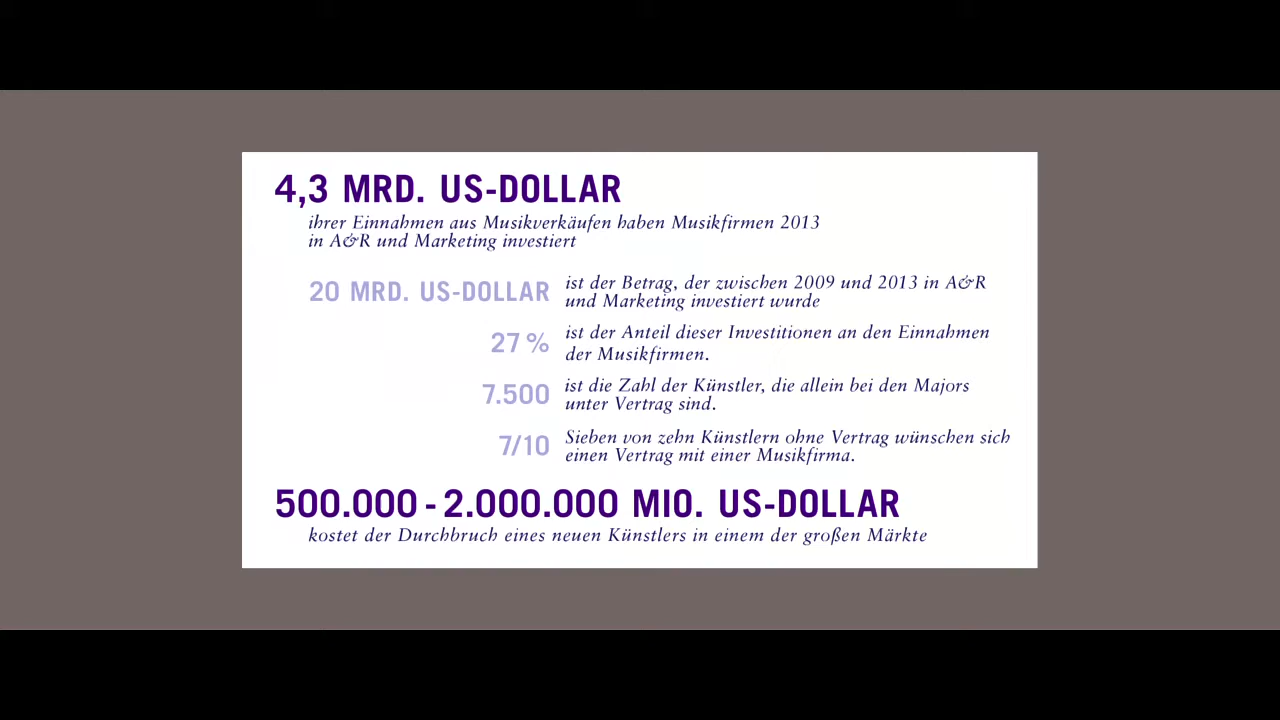 4,3 MRD. US-DOLLAR
ihrer Einnahmen aus Musikverkäufen haben Musikfirmen 2013
in A&R und Marketing investiert
20 MRD. US-DOLLAR
ist der Betrag, der zwischen 2009 und 2013 in A&R
und Marketing investiert wurde
27 %
ist der Anteil dieser Investitionen an den Einnahmen
der Musikfirmen.
7.500
ist die Zahl der Künstler, die allein bei den Majors
unter Vertrag sind.
7/10
Sieben von zehn Künstlern ohne Vertrag wünschen sich
einen Vertrag mit einer Musikfirma.
500.000 - 2.000.000 MIO. US-DOLLAR
kostet der Durchbruch eines neuen Künstlers in einem der großen Märkte